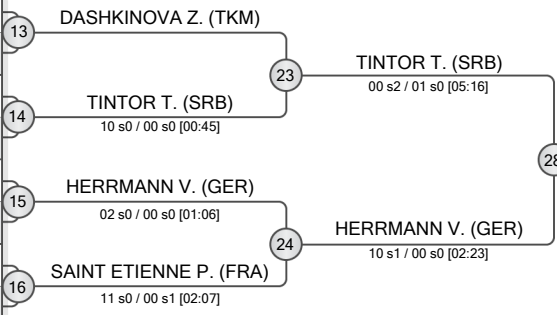 13
DASHKINOVA Z. (TKM)
23
TINTOR T. (SRB)
00 s2 / 01 s0 [05:16]
14
TINTOR T. (SRB)
10 s0 / 00 s0 [00:45]
28
15
HERRMANN V. (GER)
02 s0 / 00 s0 [01:06]
24
HERRMANN V. (GER)
10 s1 / 00 s0 [02:23]
16
SAINT ETIENNE P. (FRA)
11 s0 / 00 s1 [02:07]